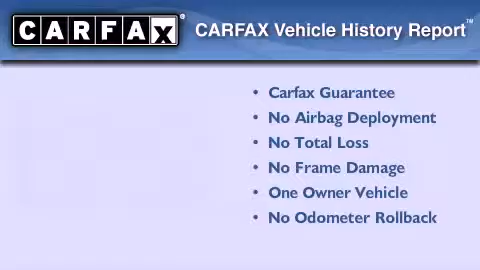 CARFAX® CARFAX Vehicle History Report™
• Carfax Guarantee
• No Airbag Deployment
• No Total Loss
• No Frame Damage
• One Owner Vehicle
• No Odometer Rollback